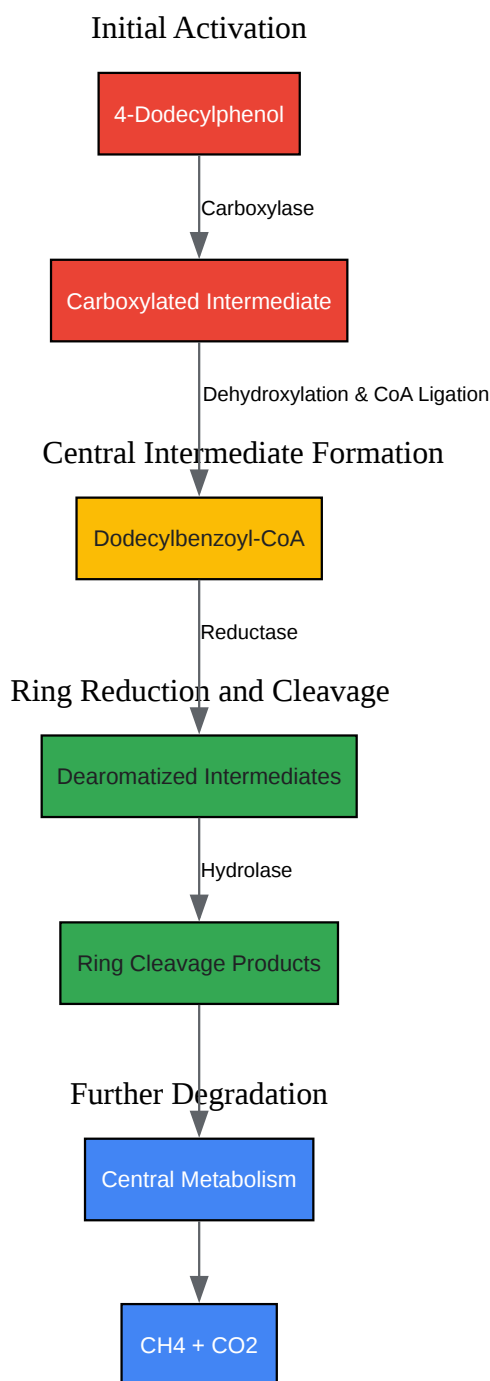 Initial Activation
4-Dodecylphenol
Carboxylase
Carboxylated Intermediate
Dehydroxylation & CoA Ligation
Central Intermediate Formation
Dodecylbenzoyl-CoA
Reductase
Ring Reduction and Cleavage
Dearomatized Intermediates
Hydrolase
Ring Cleavage Products
Further Degradation
Central Metabolism
CH4 + CO2